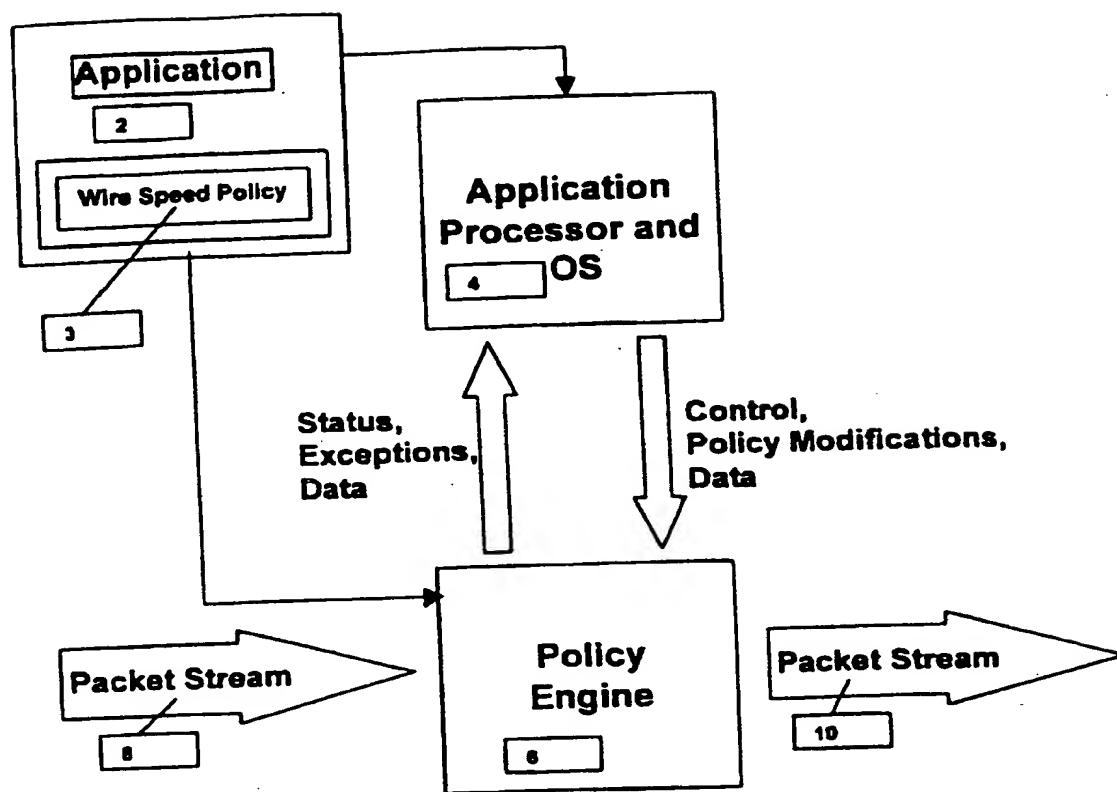 Application
2
Wire Speed Policy
3
Application
Processor and
OS
4
Status,
Exceptions,
Data
Control,
Policy Modifications,
Data
Packet Stream
8
Policy
Engine
6
Packet Stream
10